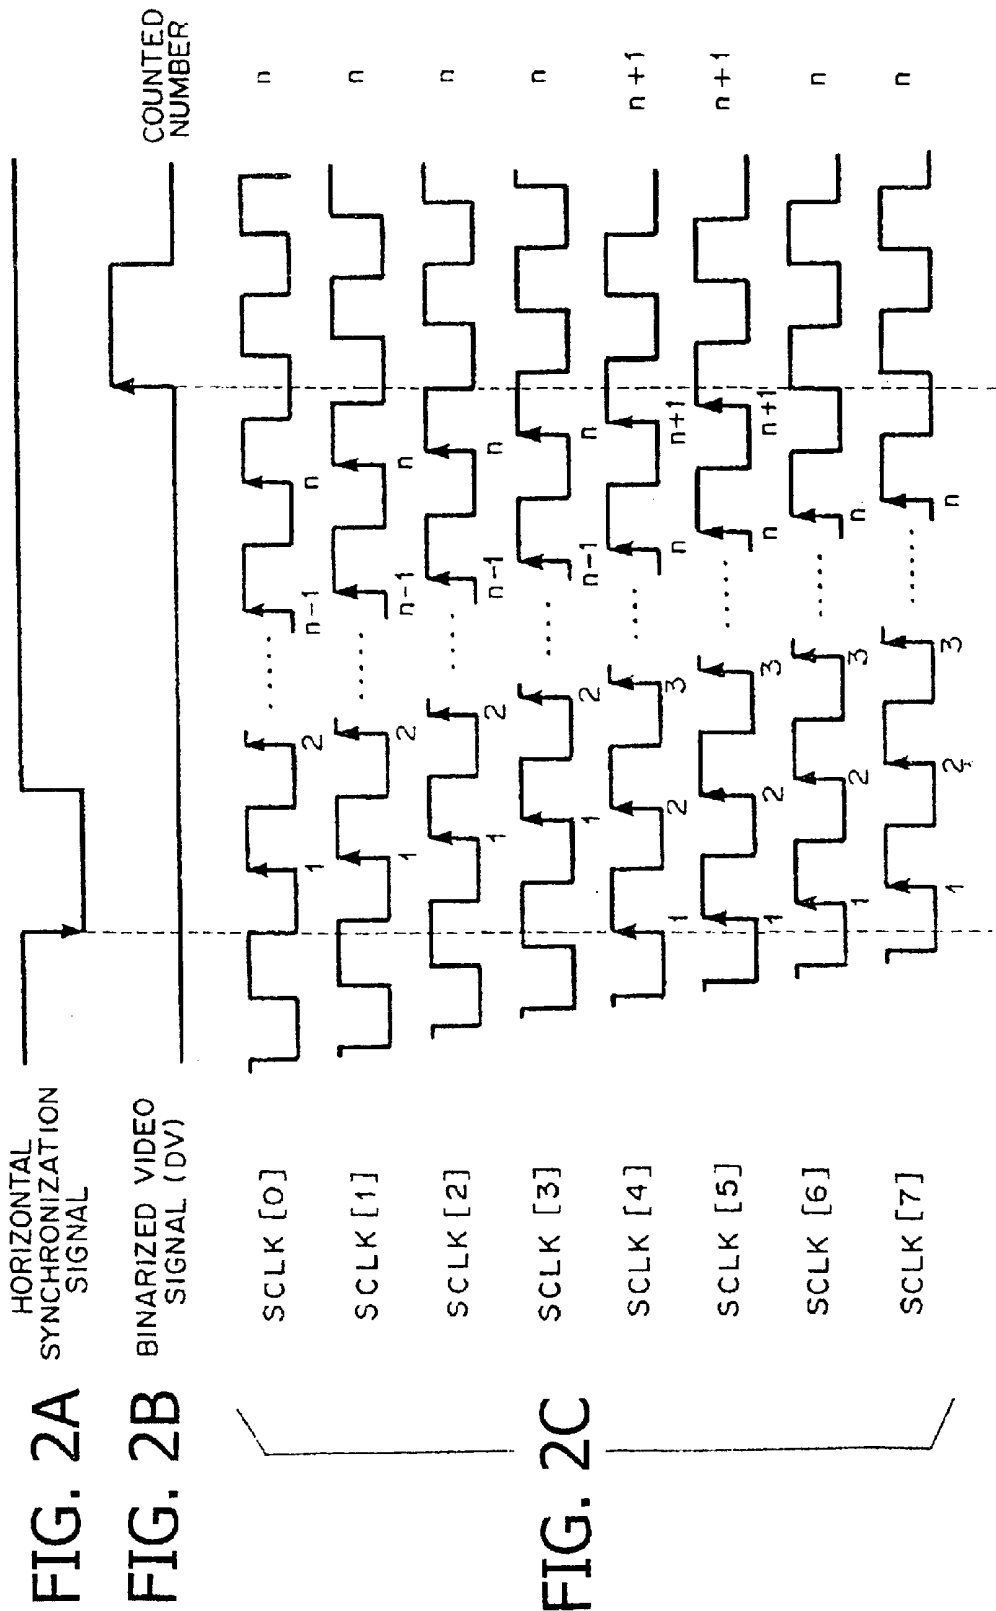 FIG. 2A
HORIZONTAL
SYNCHRONIZATION
SIGNAL
FIG. 2B
BINARIZED VIDEO
SIGNAL (DV)
COUNTED
NUMBER
FIG. 2C
SCLK [0] 1 2 ..... n-1 n n
SCLK [1] 1 2 ..... n-1 n n
SCLK [2] 1 2 .... n-1 n n
SCLK [3] 1 2 .... n-1 n n
SCLK [4] 1 2 3 .... n n+1 n+1
SCLK [5] 1 2 3 ..... n n+1 n+1
SCLK [6] 1 2 3 ..... n n
SCLK [7] 1 2 3 ...... n n